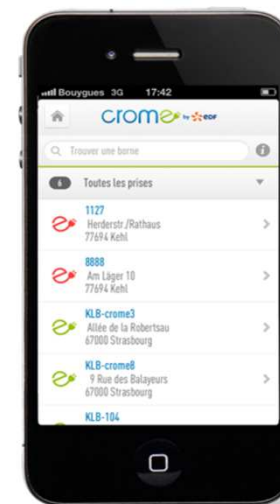 Bouygues 3G 17:42
crome by edf
Trouver une borne
Toutes les prises
1127
Herderstr./Rathaus
77694 Kehl
8888
Am Läger 10
77694 Kehl
KLB-crome3
Allée de la Robertsau
67000 Strasbourg
KLB-crome8
9 Rue des Balayeurs
67000 Strasbourg
KLB-104